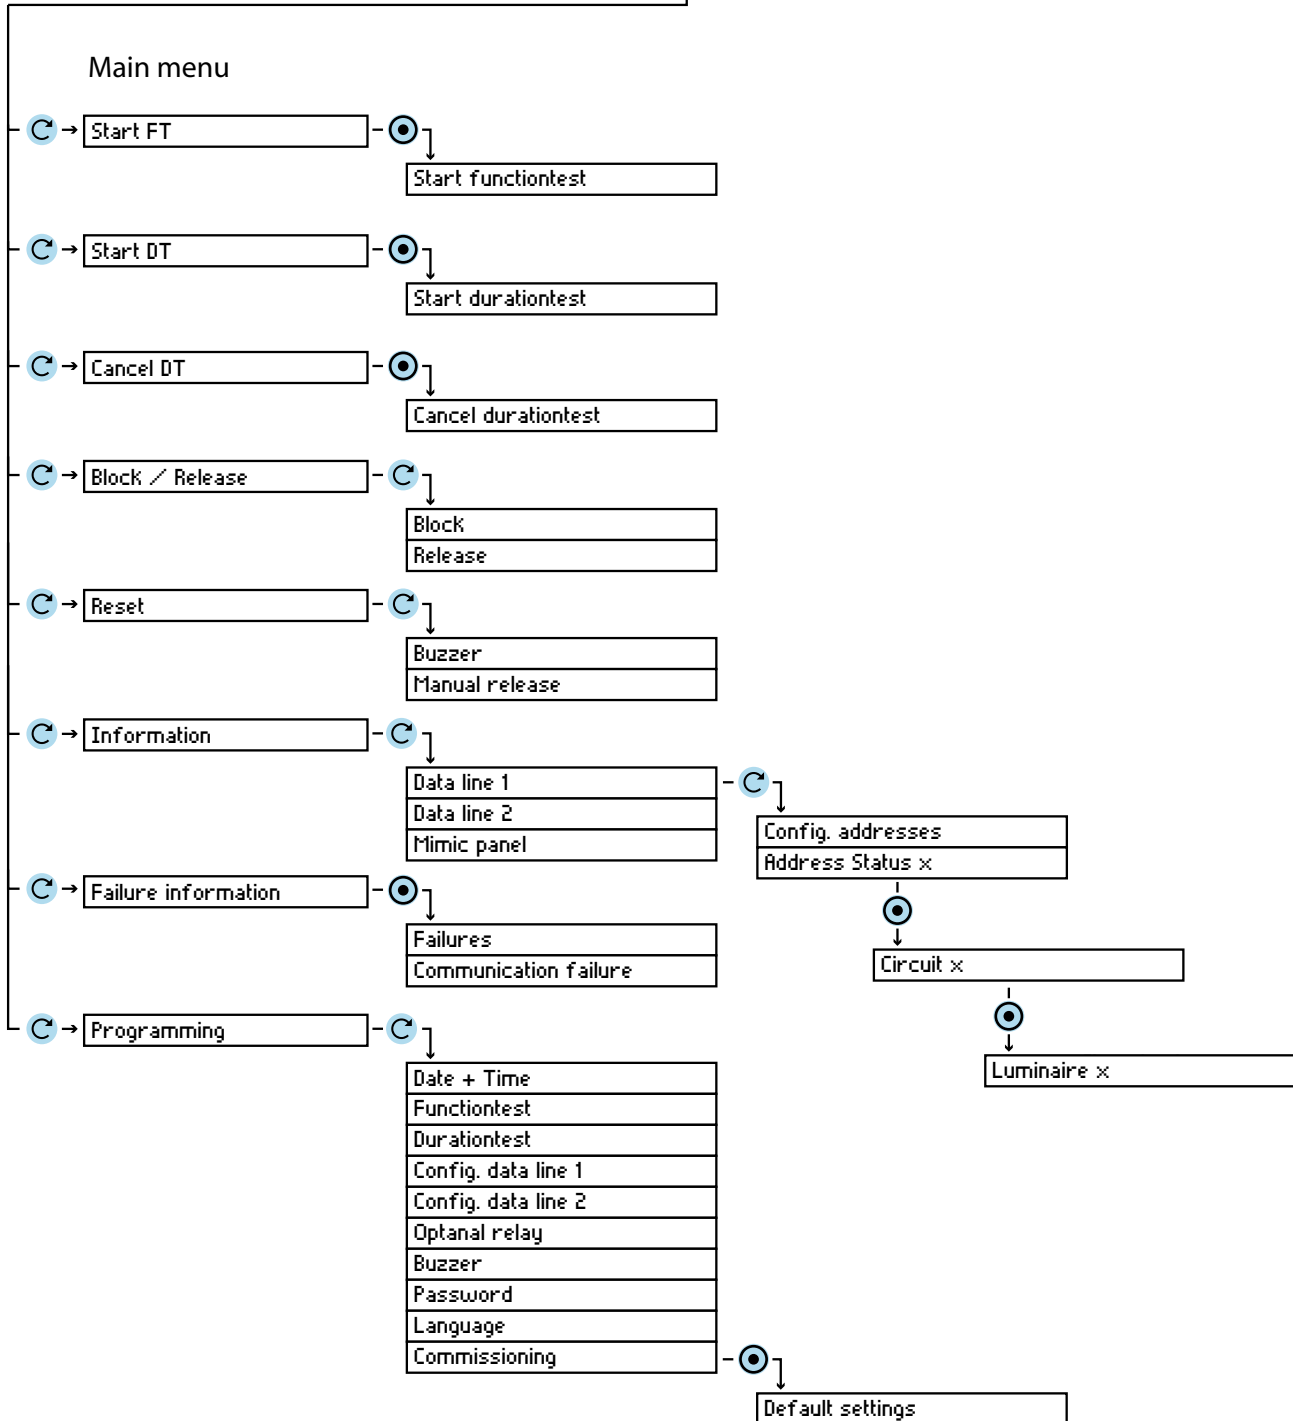 Main menu
Start FT
Start functiontest
Start DT
Start durationtest
Cancel DT
Cancel durationtest
Block / Release
Block
Release
Reset
Buzzer
Manual release
Information
Data line 1
Data line 2
Mimic panel
Config. addresses
Address Status x
Circuit x
Luminaire x
Failure information
Failures
Communication failure
Programming
Date + Time
Functiontest
Durationtest
Config. data line 1
Config. data line 2
Optanal relay
Buzzer
Password
Language
Commissioning
Default settings